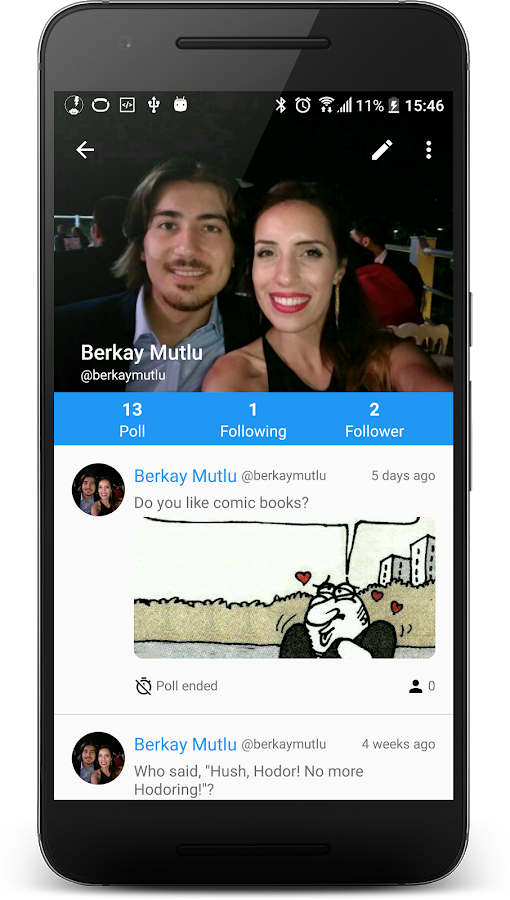 11% 15:46
Berkay Mutlu
@berkaymutlu
13 1 2
Poll Following Follower
Berkay Mutlu @berkaymutlu 5 days ago
Do you like comic books?
Poll ended 0
Berkay Mutlu @berkaymutlu 4 weeks ago
Who said, "Hush, Hodor! No more
Hodoring!"?